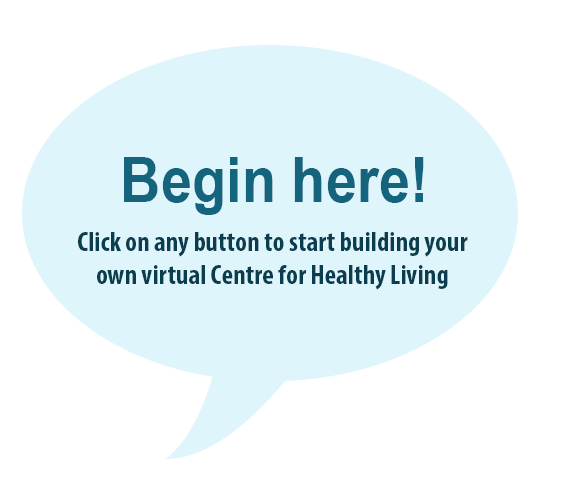 Begin here!
Click on any button to start building your
own virtual Centre for Healthy Living